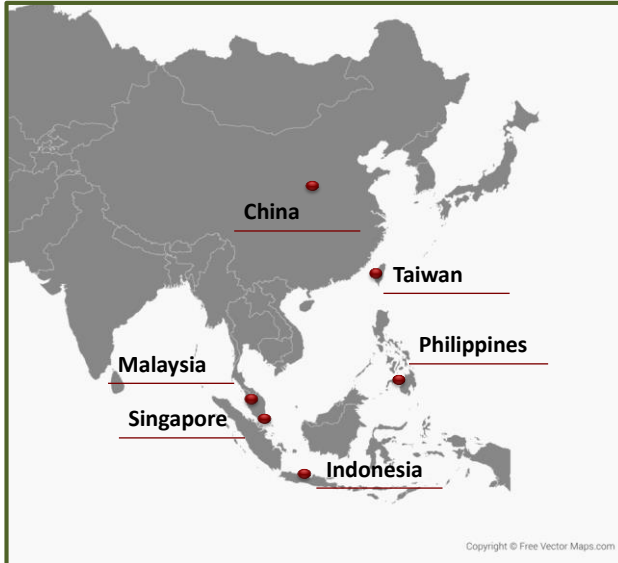 China
Taiwan
Philippines
Malaysia
Singapore
Indonesia
Copyright © Free Vector Maps.com